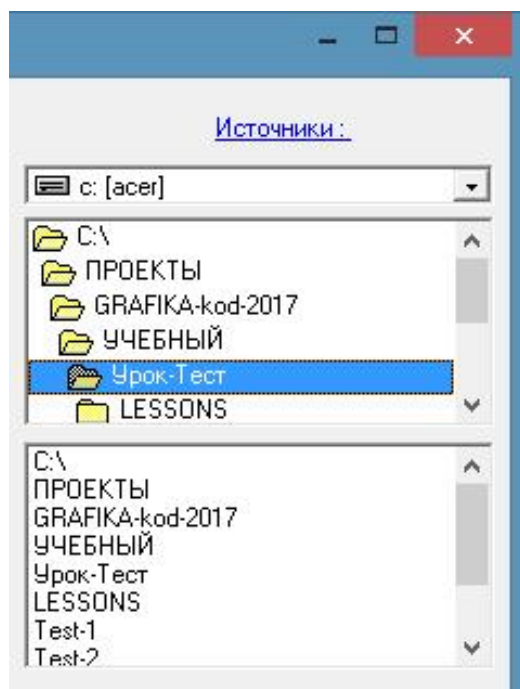 Источники :
c: [acer]
C:\
ПРОЕКТЫ
GRAFIKA-kod-2017
УЧЕБНЫЙ
Урок-Тест
LESSONS
C:\
ПРОЕКТЫ
GRAFIKA-kod-2017
УЧЕБНЫЙ
Урок-Тест
LESSONS
Test-1
Test-2